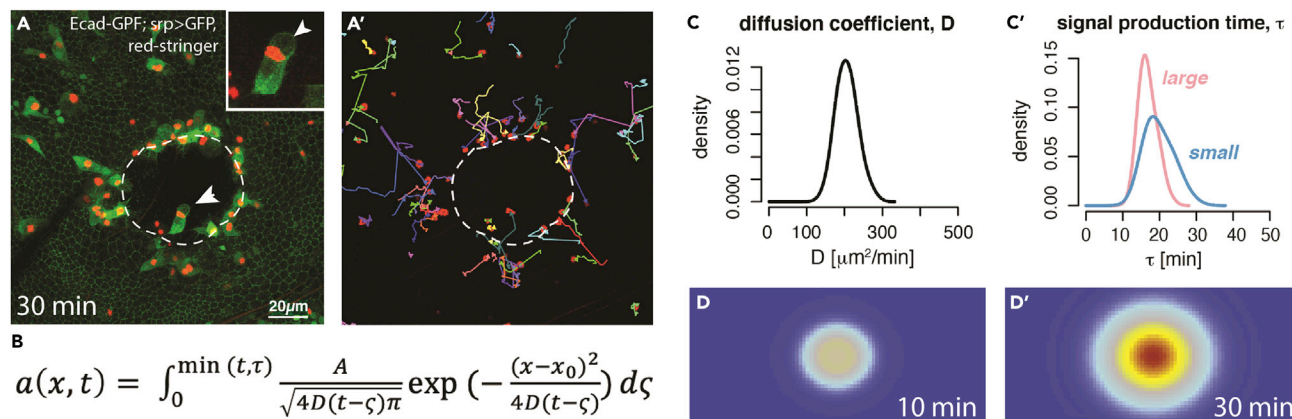 A
Ecad-GPF; srp>GFP,
red-stringer
30 min
20μm
A'
B
a(x,t) = ∫₀^min (t,τ) A/√4D(t−ς)π exp (− (x−x₀)²/4D(t−ς)) dς
C
diffusion coefficient, D
density
0.000 0.006 0.012
0 100 300 500
D [μm²/min]
C'
signal production time, τ
density
0.00 0.05 0.10 0.15
large
small
0 10 20 30 40 50
τ [min]
D
10 min
D'
30 min